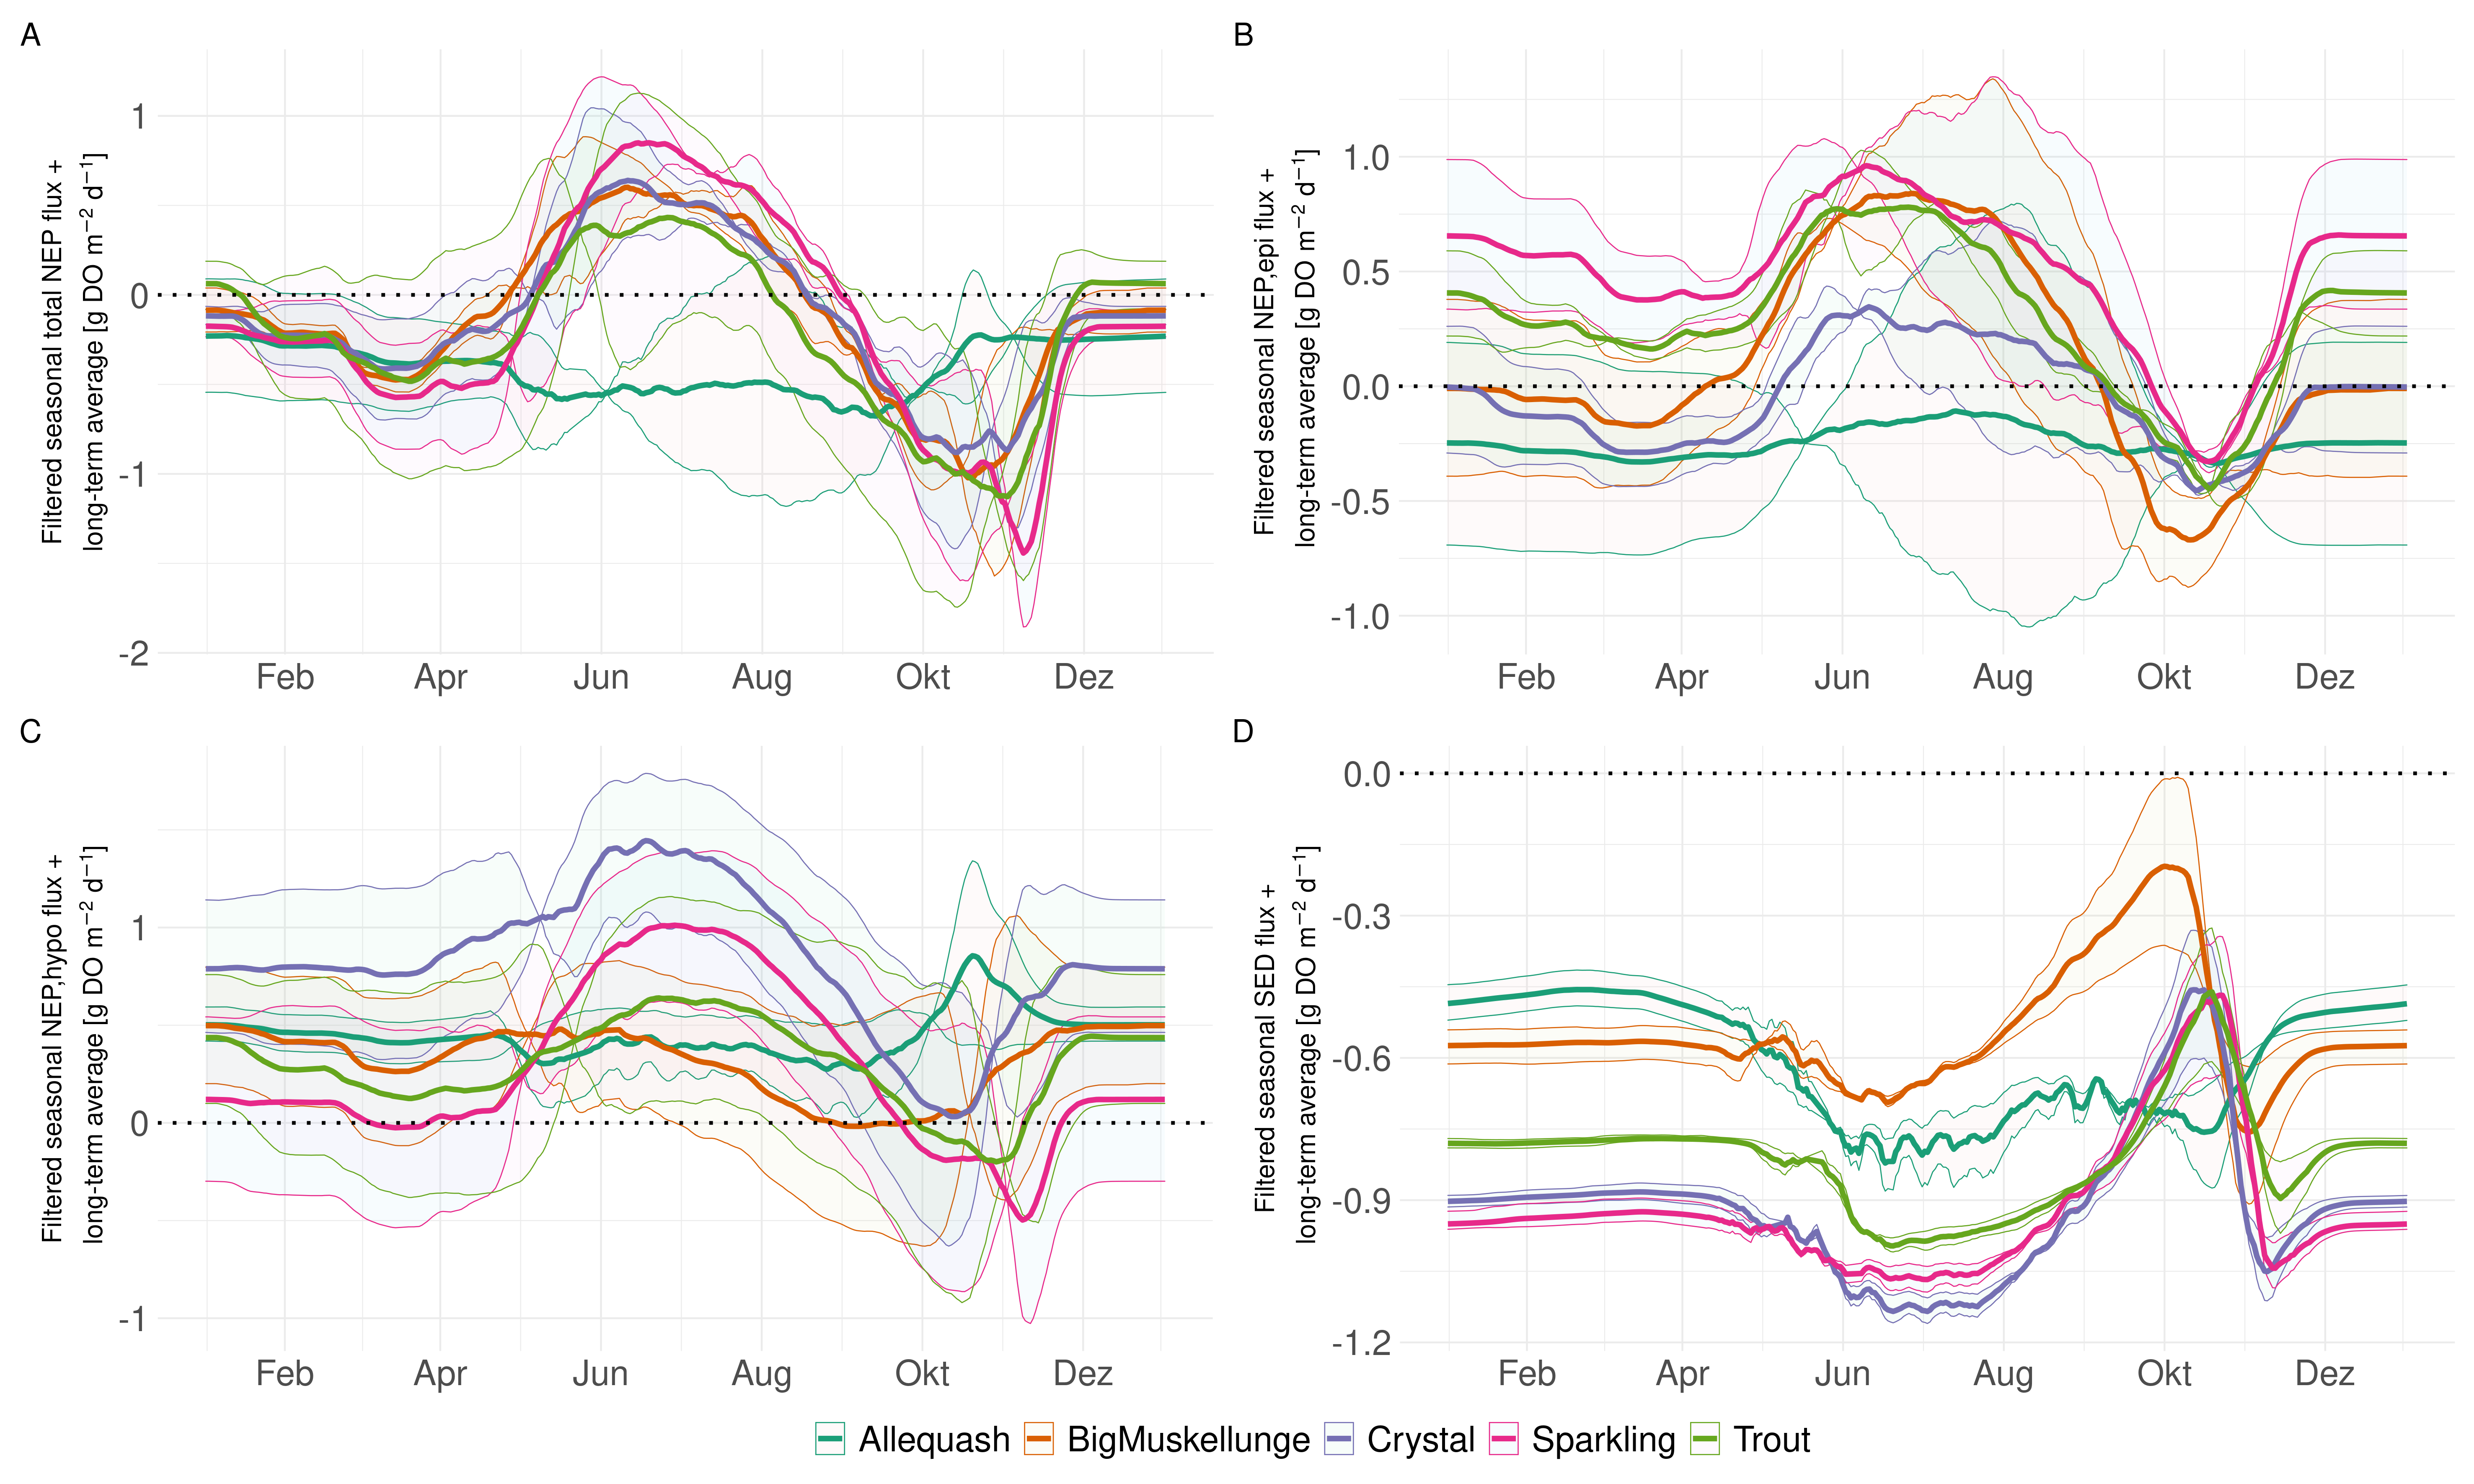 A
Filtered seasonal total NEP flux +
long-term average [g DO m⁻² d⁻¹]
1
0
-1
-2
Feb Apr Jun Aug Okt Dez
B
Filtered seasonal NEP,epi flux +
long-term average [g DO m⁻² d⁻¹]
1.0
0.5
0.0
-0.5
-1.0
Feb Apr Jun Aug Okt Dez
C
Filtered seasonal NEP,hypo flux +
long-term average [g DO m⁻² d⁻¹]
1
0
-1
Feb Apr Jun Aug Okt Dez
D
Filtered seasonal SED flux +
long-term average [g DO m⁻² d⁻¹]
0.0
-0.3
-0.6
-0.9
-1.2
Feb Apr Jun Aug Okt Dez
Allequash BigMuskellunge Crystal Sparkling Trout